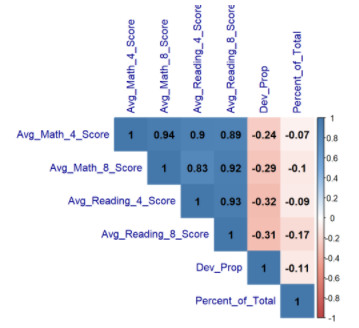 Avg_Math_4_Score
Avg_Math_8_Score
Avg_Reading_4_Score
Avg_Reading_8_Score
Dev_Prop
Percent_of_Total
Avg_Math_4_Score 1 0.94 0.9 0.89 -0.24 -0.07
Avg_Math_8_Score 1 0.83 0.92 -0.29 -0.1
Avg_Reading_4_Score 1 0.93 -0.32 -0.09
Avg_Reading_8_Score 1 -0.31 -0.17
Dev_Prop 1 -0.11
Percent_of_Total 1
1
0.8
0.6
0.4
0.2
0
-0.2
-0.4
-0.6
-0.8
-1